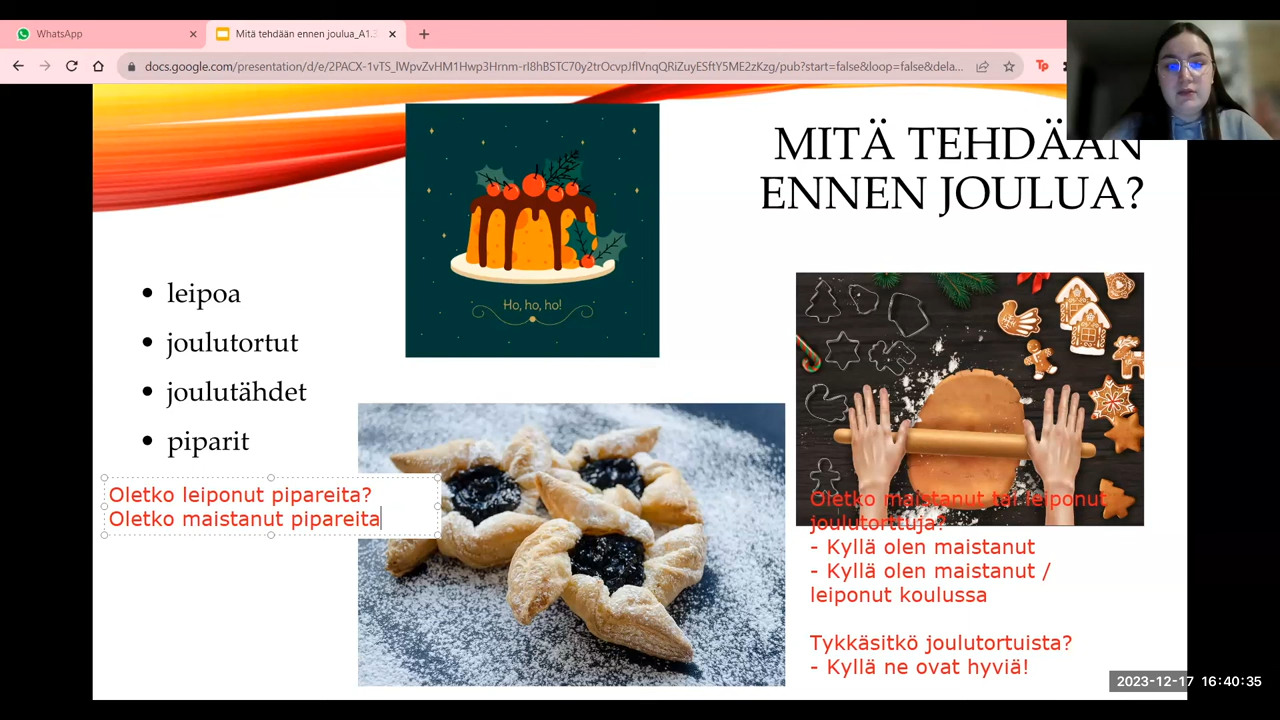 WhatsApp
Mitä tehdään ennen joulua_A1.3
docs.google.com/presentation/d/e/2PACX-1vTS_lWpvZvHM1Hwp3Hrnm-rl8hBSTC70y2trOcvpJflVnqQRiZuyESftY5ME2zKzg/pub?start=false&loop=false&dela...
MITÄ TEHDÄÄN
ENNEN JOULUA?
Ho, ho, ho!
• leipoa
• joulutortut
• joulutähdet
• piparit
Oletko leiponut pipareita?
Oletko maistanut pipareita
Oletko maistanut tai leiponut
joulutorttuja?
- Kyllä olen maistanut
- Kyllä olen maistanut /
leiponut koulussa
Tykkäsitkö joulutortuista?
- Kyllä ne ovat hyviä!
2023-12-17 16:40:35